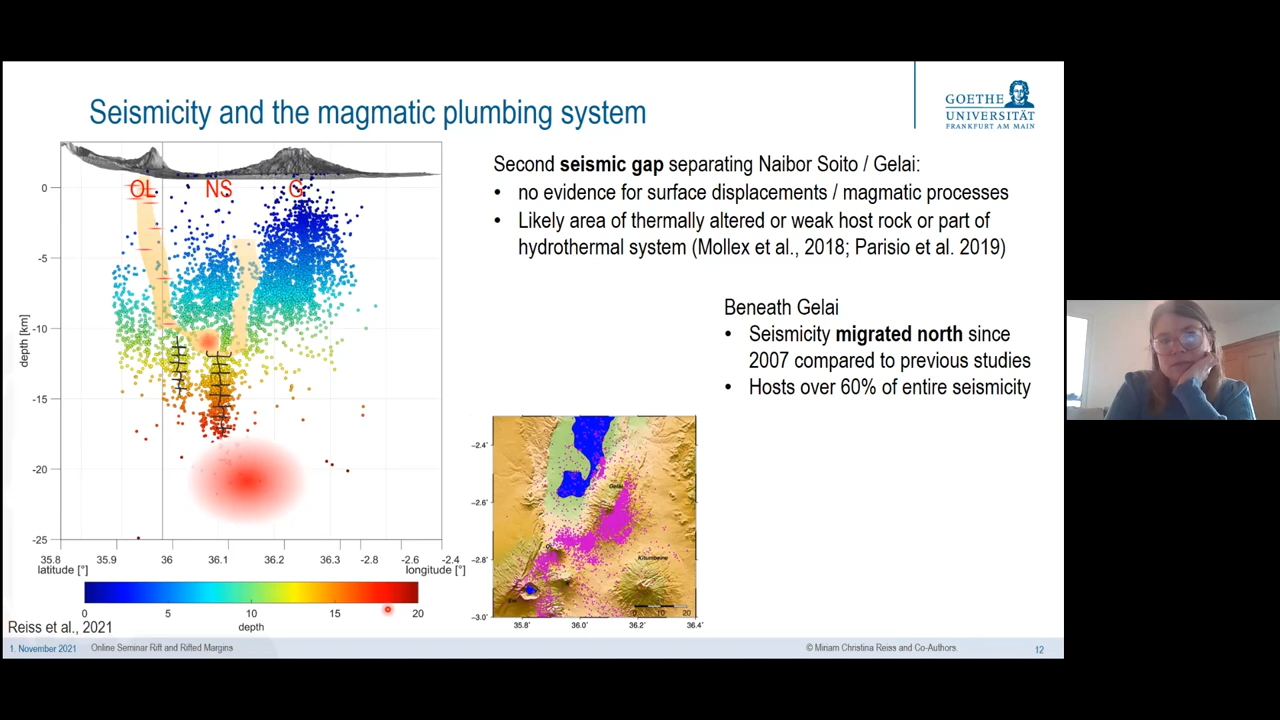 Seismicity and the magmatic plumbing system
GOETHE
UNIVERSITÄT
FRANKFURT AM MAIN
OL NS G
0
-5
-10
-15
-20
-25
depth [km]
35.8 35.9 36 36.1 36.2 36.3 -2.8 -2.6 -2.4
latitude [°] longitude [°]
0 5 10 15 20
depth
Reiss et al., 2021
Second seismic gap separating Naibor Soito / Gelai:
• no evidence for surface displacements / magmatic processes
• Likely area of thermally altered or weak host rock or part of
hydrothermal system (Mollex et al., 2018; Parisio et al. 2019)
Beneath Gelai
• Seismicity migrated north since
2007 compared to previous studies
• Hosts over 60% of entire seismicity
-2.4˚
-2.6˚
-2.8˚
-3.0˚
Gelai
Kitumbeine
0 10 20
35.8˚ 36.0˚ 36.2˚ 36.4˚
1. November 2021 Online Seminar Rift and Rifted Margins © Miriam Christina Reiss and Co-Authors. 12